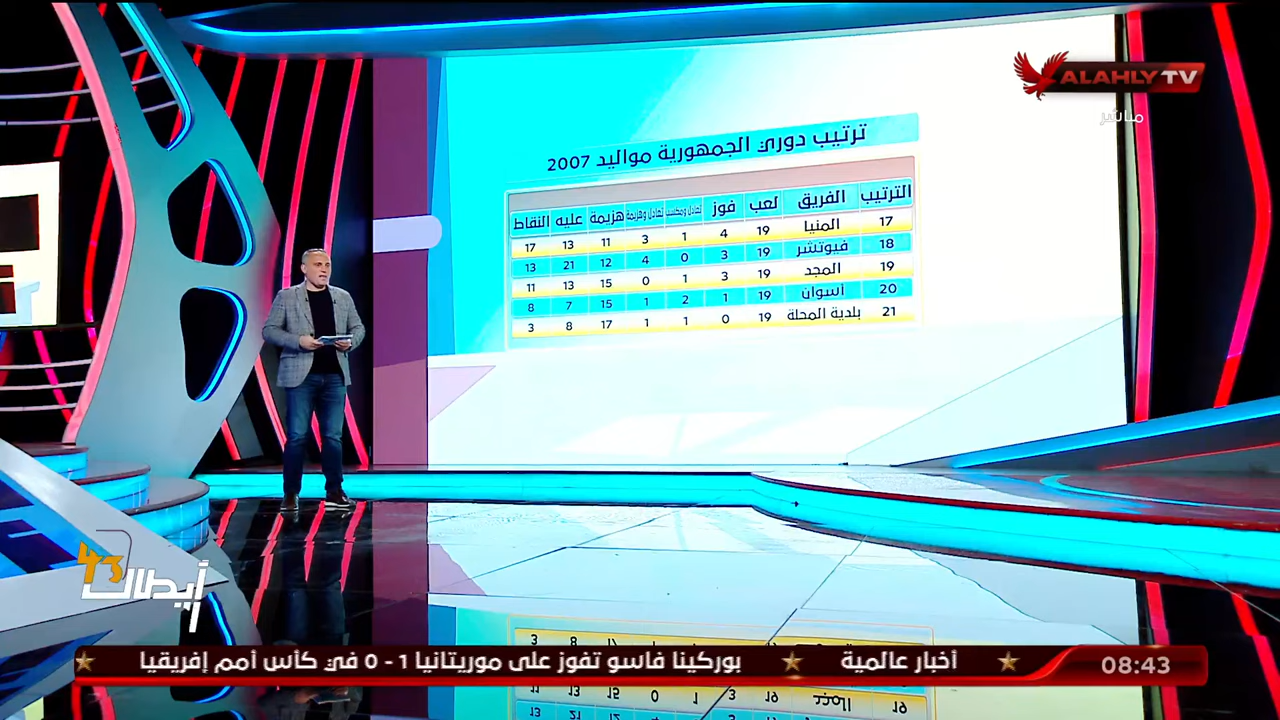 ALAHLY TV
مباشر
ترتيب دوري الجمهورية مواليد 2007
الترتيب الفريق لعب فوز تعادل ومكسب تعادل وهزيمة هزيمة عليه النقاط
17 المنيا 19 4 1 3 11 13 17
18 فيوتشر 19 3 0 4 12 21 13
19 المجد 19 3 1 0 15 13 11
20 أسوان 19 1 2 1 15 7 8
21 بلدية المحلة 19 0 1 1 17 8 3
أخبار عالمية بوركينا فاسو تفوز على موريتانيا 1 - 0 في كأس أمم إفريقيا
08:43